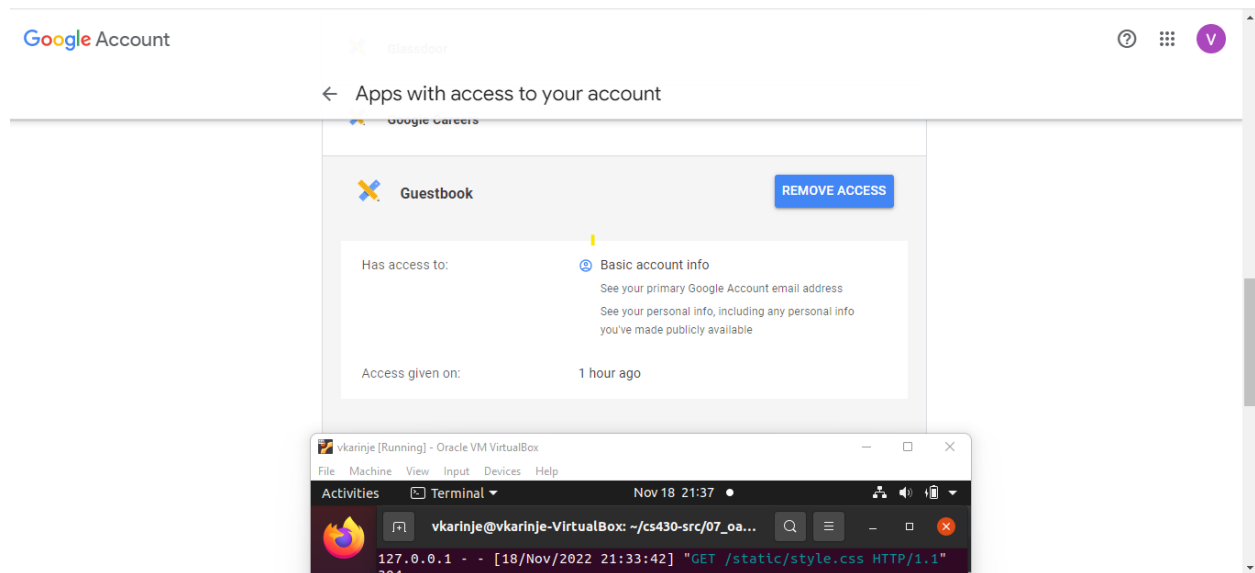 Google Account
V
Glassdoor
Apps with access to your account
Google Careers
Guestbook
REMOVE ACCESS
Has access to:
Basic account info
See your primary Google Account email address
See your personal info, including any personal info
you've made publicly available
Access given on:
1 hour ago
vkarinje [Running] - Oracle VM VirtualBox
File Machine View Input Devices Help
Activities
Terminal
Nov 18 21:37
vkarinje@vkarinje-VirtualBox: ~/cs430-src/07_oa...
127.0.0.1 - - [18/Nov/2022 21:33:42] "GET /static/style.css HTTP/1.1"